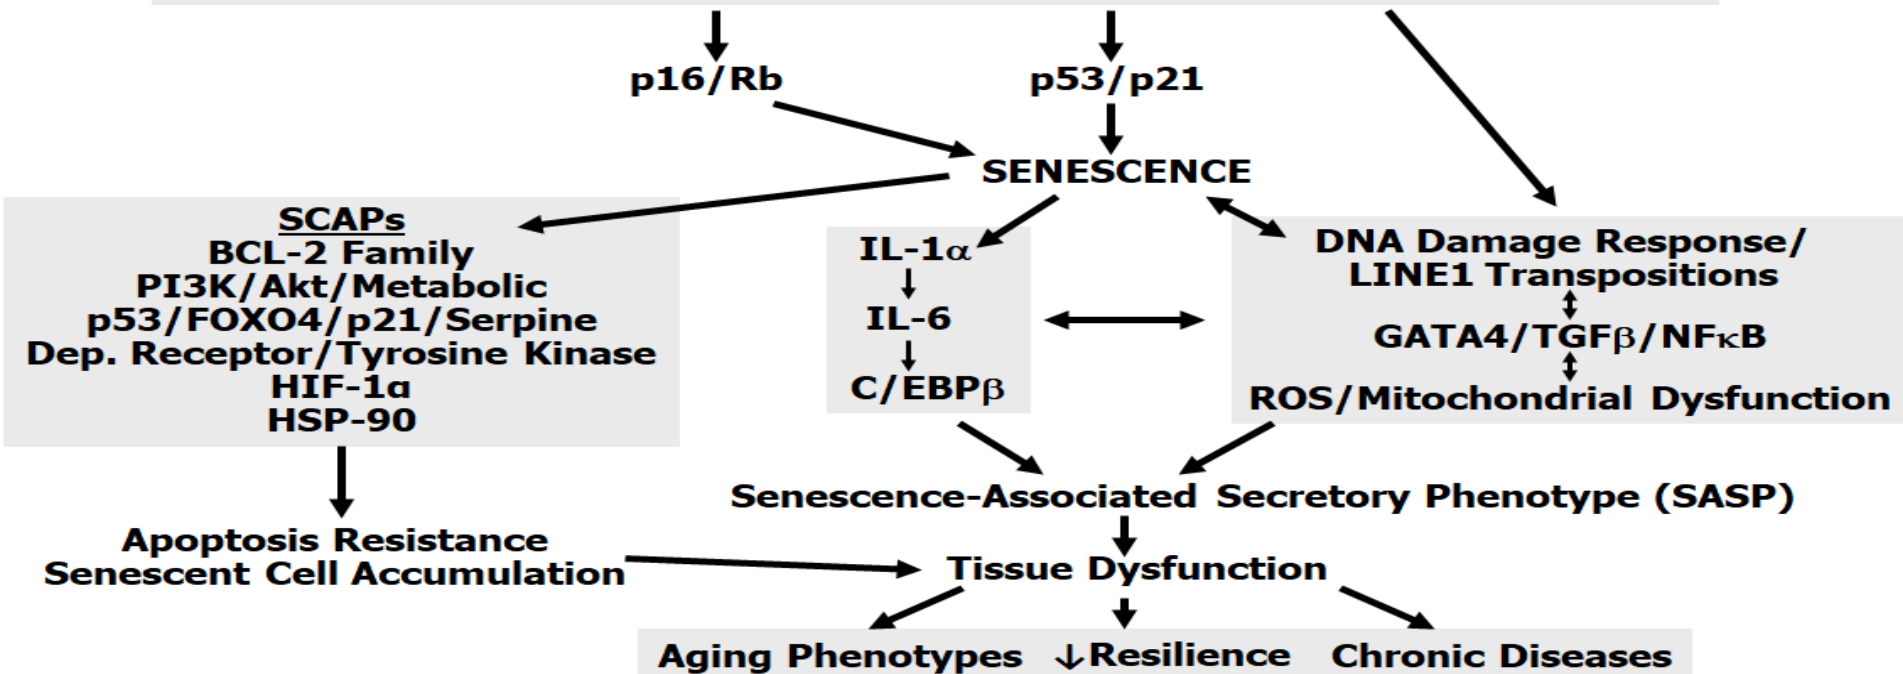 p16/Rb
p53/p21
SENESCENCE
SCAPs
BCL-2 Family
PI3K/Akt/Metabolic
p53/FOXO4/p21/Serpine
Dep. Receptor/Tyrosine Kinase
HIF-1α
HSP-90
IL-1α
IL-6
C/EBPβ
DNA Damage Response/
LINE1 Transpositions
GATA4/TGFβ/NFκB
ROS/Mitochondrial Dysfunction
Senescence-Associated Secretory Phenotype (SASP)
Apoptosis Resistance
Senescent Cell Accumulation
Tissue Dysfunction
Aging Phenotypes ↓Resilience Chronic Diseases